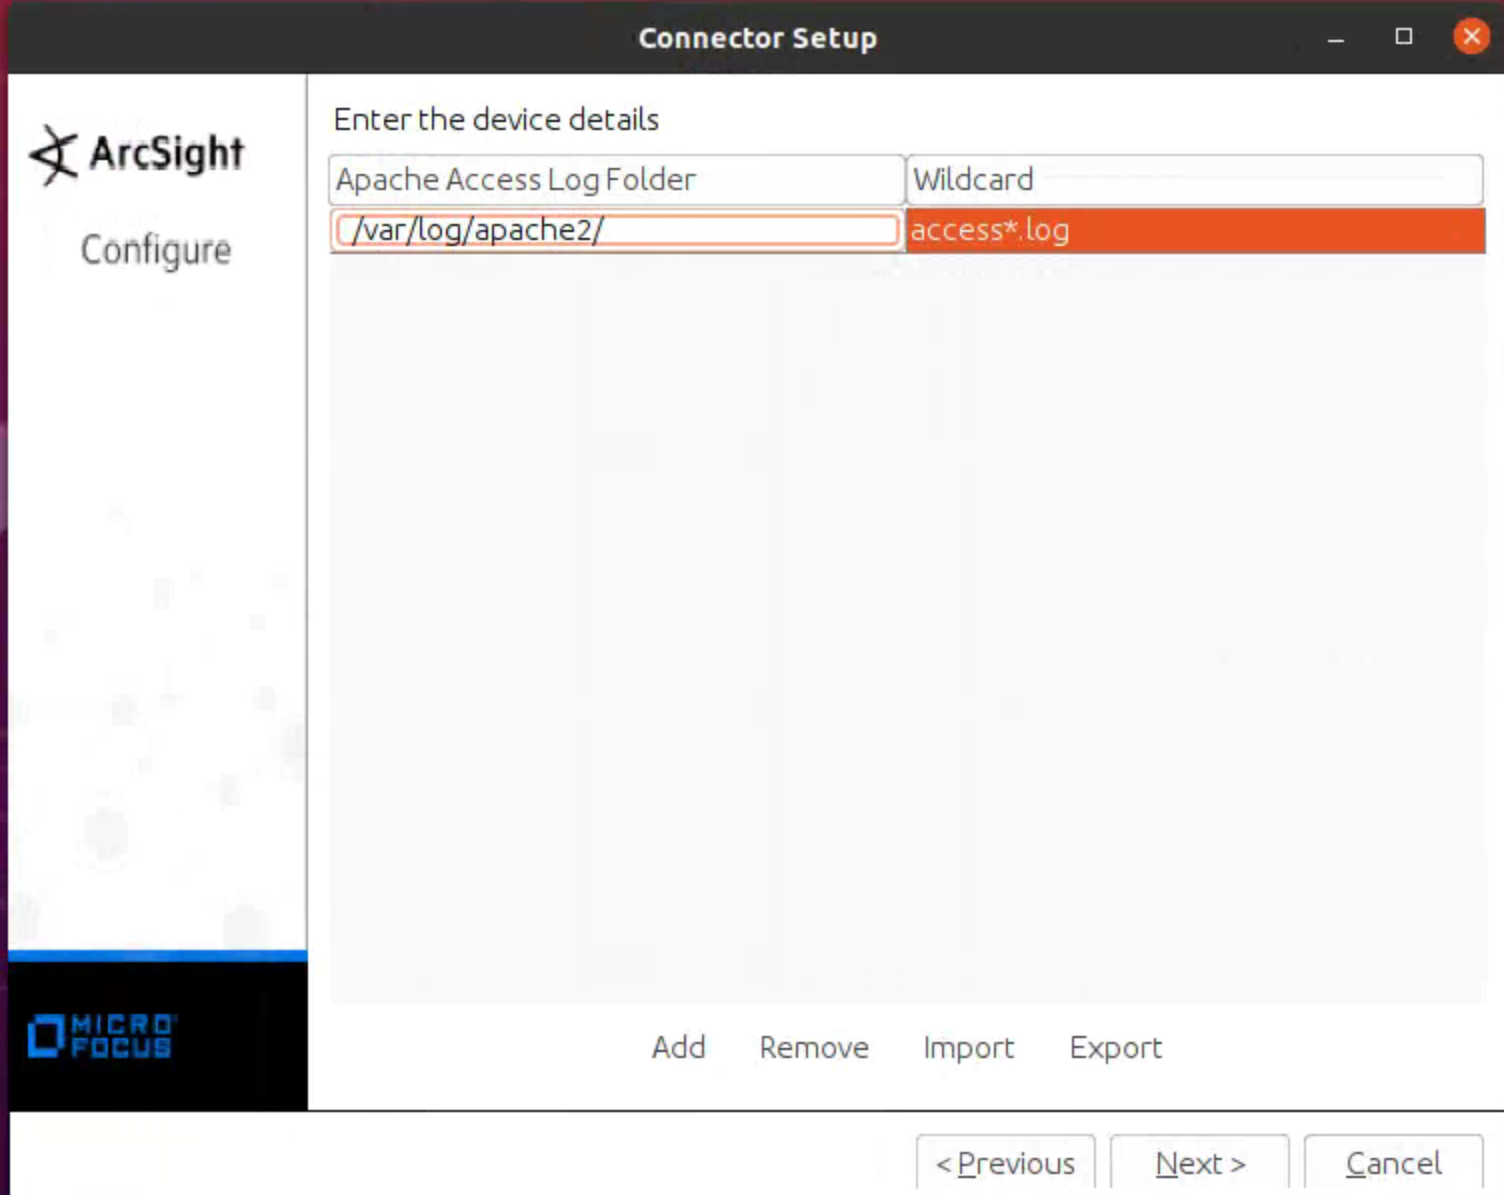 Connector Setup
ArcSight
Configure
Enter the device details
Apache Access Log Folder Wildcard
/var/log/apache2/ access*.log
MICRO
FOCUS
Add Remove Import Export
< Previous Next > Cancel